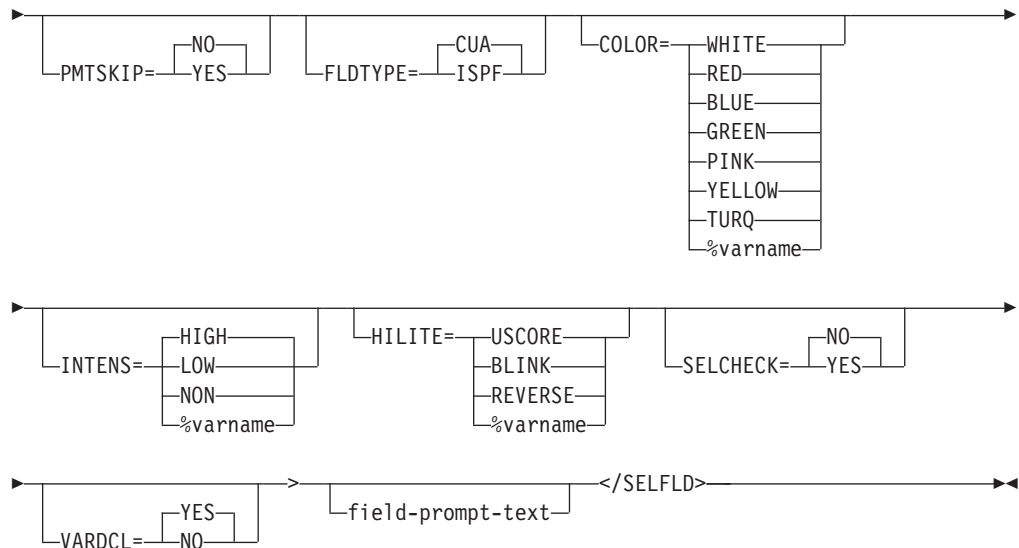 NO CUA COLOR= WHITE
PMTSKIP= YES FLDTYPE= ISPF RED
BLUE
GREEN
PINK
YELLOW
TURQ
%varname
HIGH HILITE= USCORE NO
INTENS= LOW BLINK SELCHECK= YES
NON REVERSE
%varname %varname
> </SELFLD>
YES field-prompt-text
VARDCL= NO